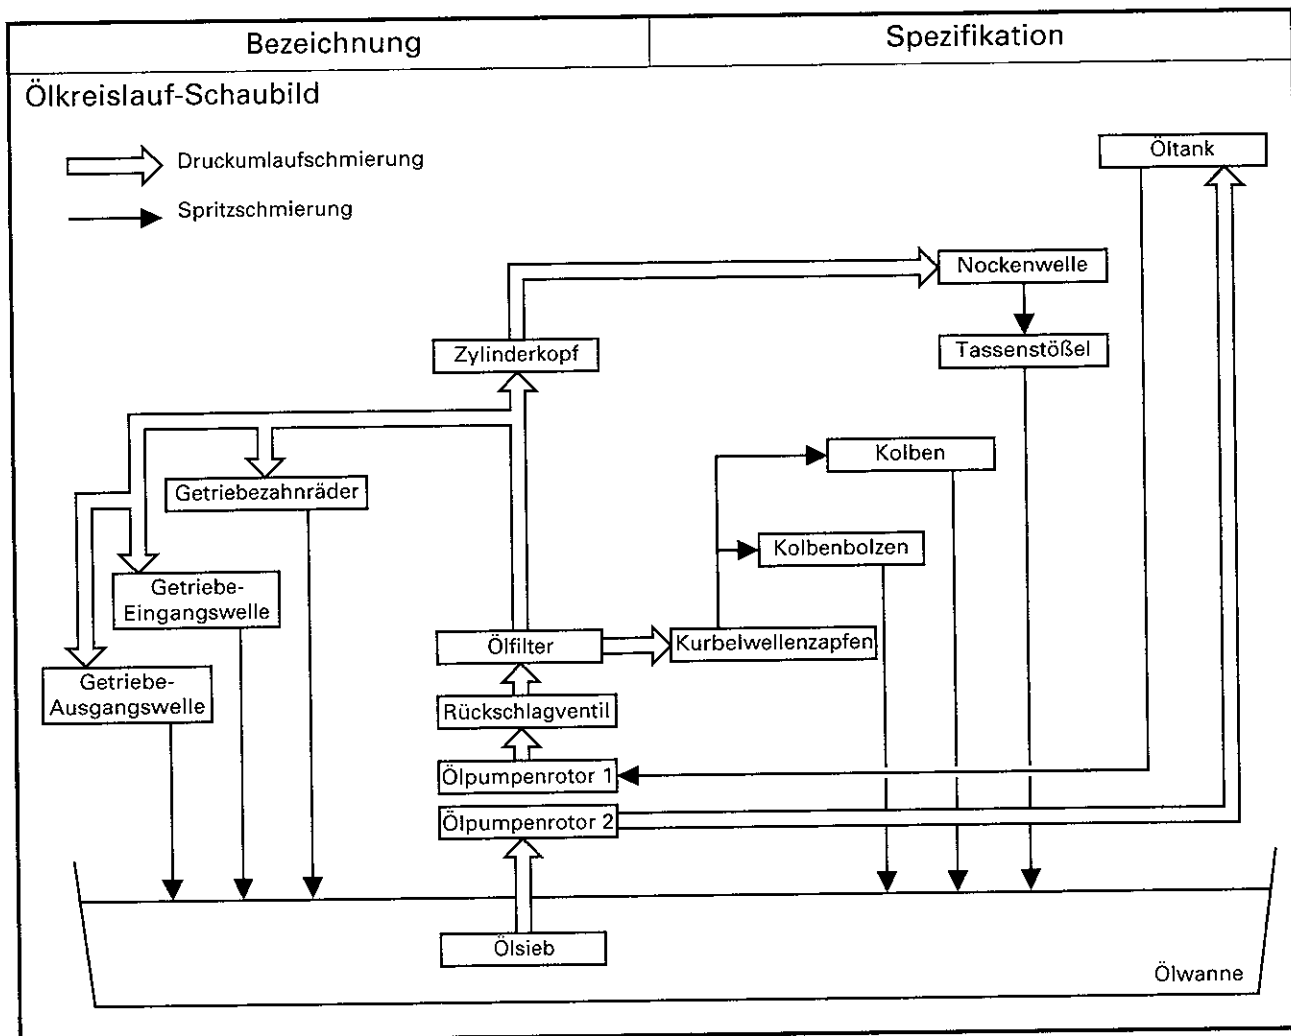 Bezeichnung
Spezifikation
Ölkreislauf-Schaubild
Druckumlaufschmierung
Spritzschmierung
Öltank
Nockenwelle
Tassenstößel
Zylinderkopf
Kolben
Getriebezahnräder
Kolbenbolzen
Getriebe-
Eingangswelle
Ölfilter
Kurbelwellenzapfen
Getriebe-
Ausgangswelle
Rückschlagventil
Ölpumpenrotor 1
Ölpumpenrotor 2
Ölsieb
Ölwanne